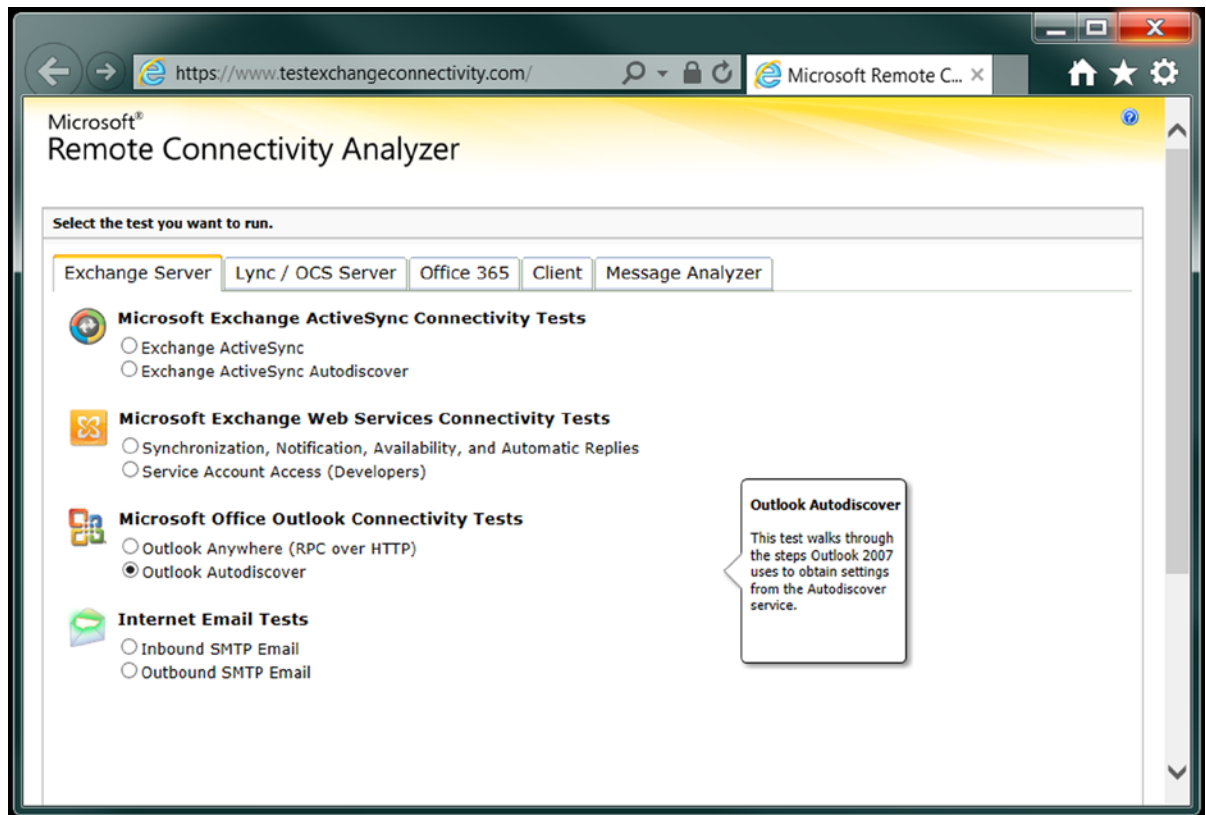 https://www.testexchangeconnectivity.com/
Microsoft Remote C...
Microsoft®
Remote Connectivity Analyzer
Select the test you want to run.
Exchange Server Lync / OCS Server Office 365 Client Message Analyzer
Microsoft Exchange ActiveSync Connectivity Tests
Exchange ActiveSync
Exchange ActiveSync Autodiscover
Microsoft Exchange Web Services Connectivity Tests
Synchronization, Notification, Availability, and Automatic Replies
Service Account Access (Developers)
Microsoft Office Outlook Connectivity Tests
Outlook Anywhere (RPC over HTTP)
Outlook Autodiscover
Internet Email Tests
Inbound SMTP Email
Outbound SMTP Email
Outlook Autodiscover
This test walks through
the steps Outlook 2007
uses to obtain settings
from the Autodiscover
service.